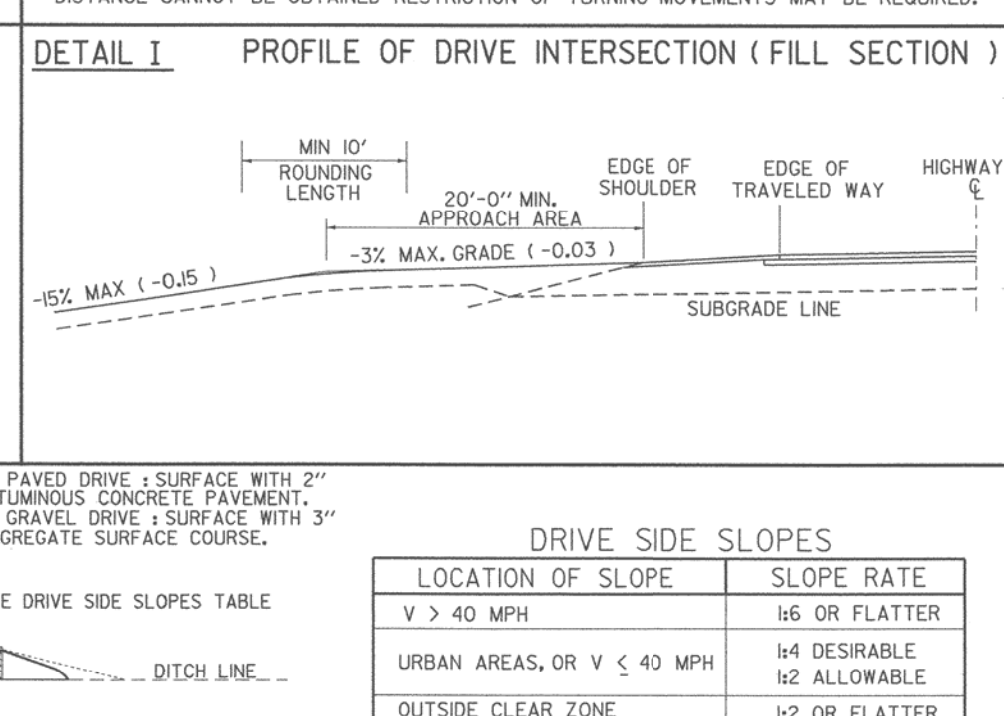 DISTANCE CANNOT BE OBTAINED RESTRICTION OF TURNING MOVEMENTS MAY BE REQUIRED.
DETAIL I PROFILE OF DRIVE INTERSECTION ( FILL SECTION )
MIN 10'
ROUNDING
LENGTH
20'-0'' MIN.
APPROACH AREA
EDGE OF
SHOULDER
EDGE OF
TRAVELED WAY
HIGHWAY
℄
-3% MAX. GRADE ( -0.03 )
-15% MAX ( -0.15 )
SUBGRADE LINE
PAVED DRIVE : SURFACE WITH 2''
TUMINOUS CONCRETE PAVEMENT.
GRAVEL DRIVE : SURFACE WITH 3''
GREGATE SURFACE COURSE.
E DRIVE SIDE SLOPES TABLE
DITCH LINE
DRIVE SIDE SLOPES
LOCATION OF SLOPE SLOPE RATE
V > 40 MPH 1:6 OR FLATTER
URBAN AREAS, OR V ≤ 40 MPH 1:4 DESIRABLE
1:2 ALLOWABLE
OUTSIDE CLEAR ZONE 1:2 OR FLATTER